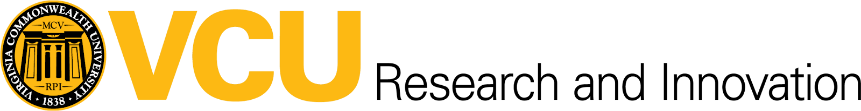 VIRGINIA COMMONWEALTH UNIVERSITY
MCV
RPI
1838
VCU
Research and Innovation